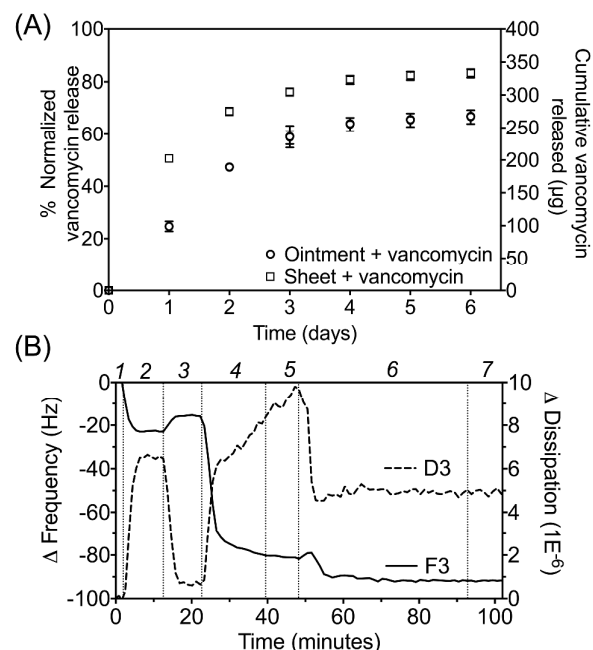 (A)
100
80
60
40
20
0
% Normalized
vancomycin release
400
350
300
250
200
150
100
50
0
Cumulative vancomycin
released (µg)
Ointment + vancomycin
Sheet + vancomycin
0 1 2 3 4 5 6
Time (days)
(B)
1 2 3 4 5 6 7
0
-20
-40
-60
-80
-100
Δ Frequency (Hz)
10
8
6
4
2
0
Δ Dissipation (1E-6)
D3
F3
0 20 40 60 80 100
Time (minutes)